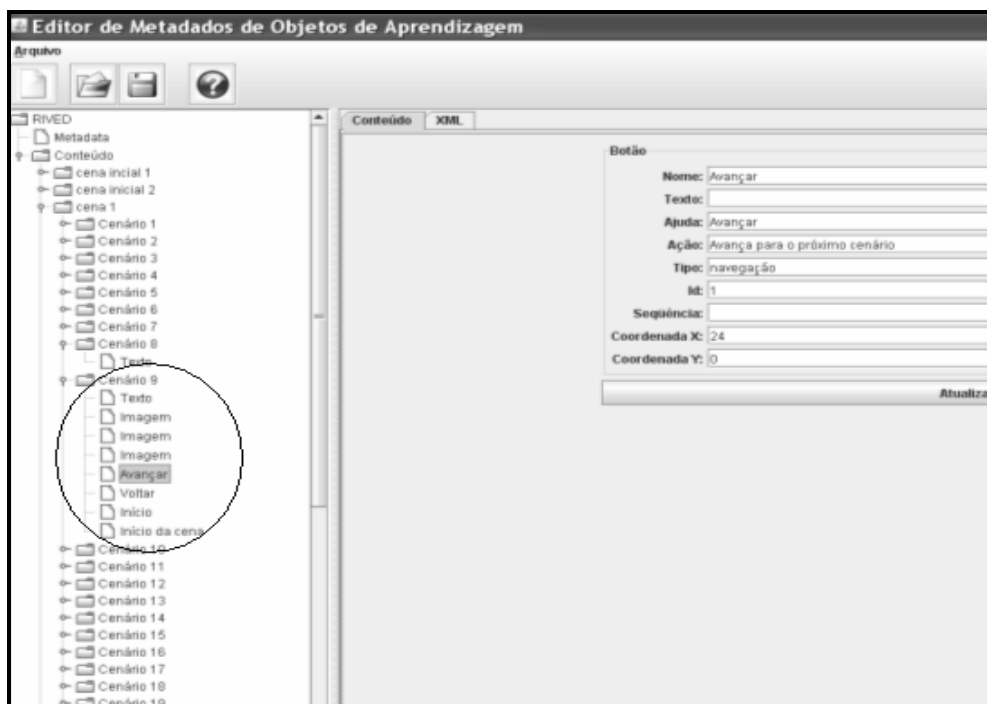 Editor de Metadados de Objetos de Aprendizagem
Arquivo
RIVED
Metadata
Conteúdo
cena incial 1
cena inicial 2
cena 1
Cenário 1
Cenário 2
Cenário 3
Cenário 4
Cenário 5
Cenário 6
Cenário 7
Cenário 8
Texto
Cenário 9
Texto
Imagem
Imagem
Imagem
Avançar
Voltar
Início
Início da cena
Cenário 10
Cenário 11
Cenário 12
Cenário 13
Cenário 14
Cenário 15
Cenário 16
Cenário 17
Cenário 18
Cenário 19
Conteúdo XML
Botão
Nome: Avançar
Texto:
Ajuda: Avançar
Ação: Avança para o próximo cenário
Tipo: navegação
Id: 1
Seqüência:
Coordenada X: 24
Coordenada Y: 0
Atualiza